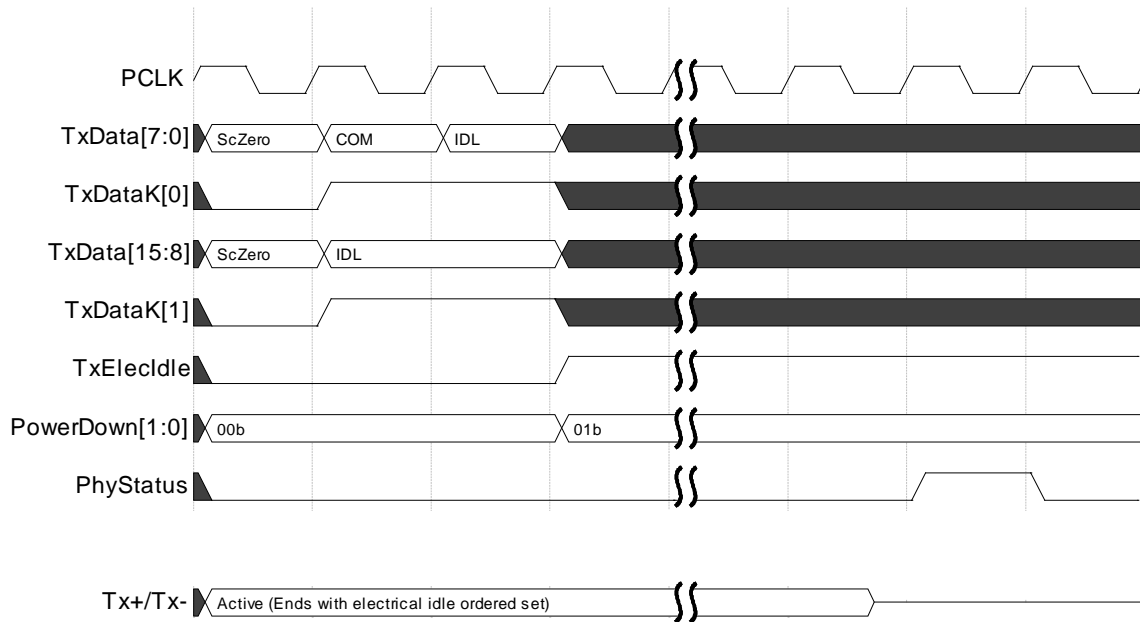 PCLK
TxData[7:0] ScZero COM IDL
TxDataK[0]
TxData[15:8] ScZero IDL
TxDataK[1]
TxElecIdle
PowerDown[1:0] 00b 01b
PhyStatus
Tx+/Tx- Active (Ends with electrical idle ordered set)